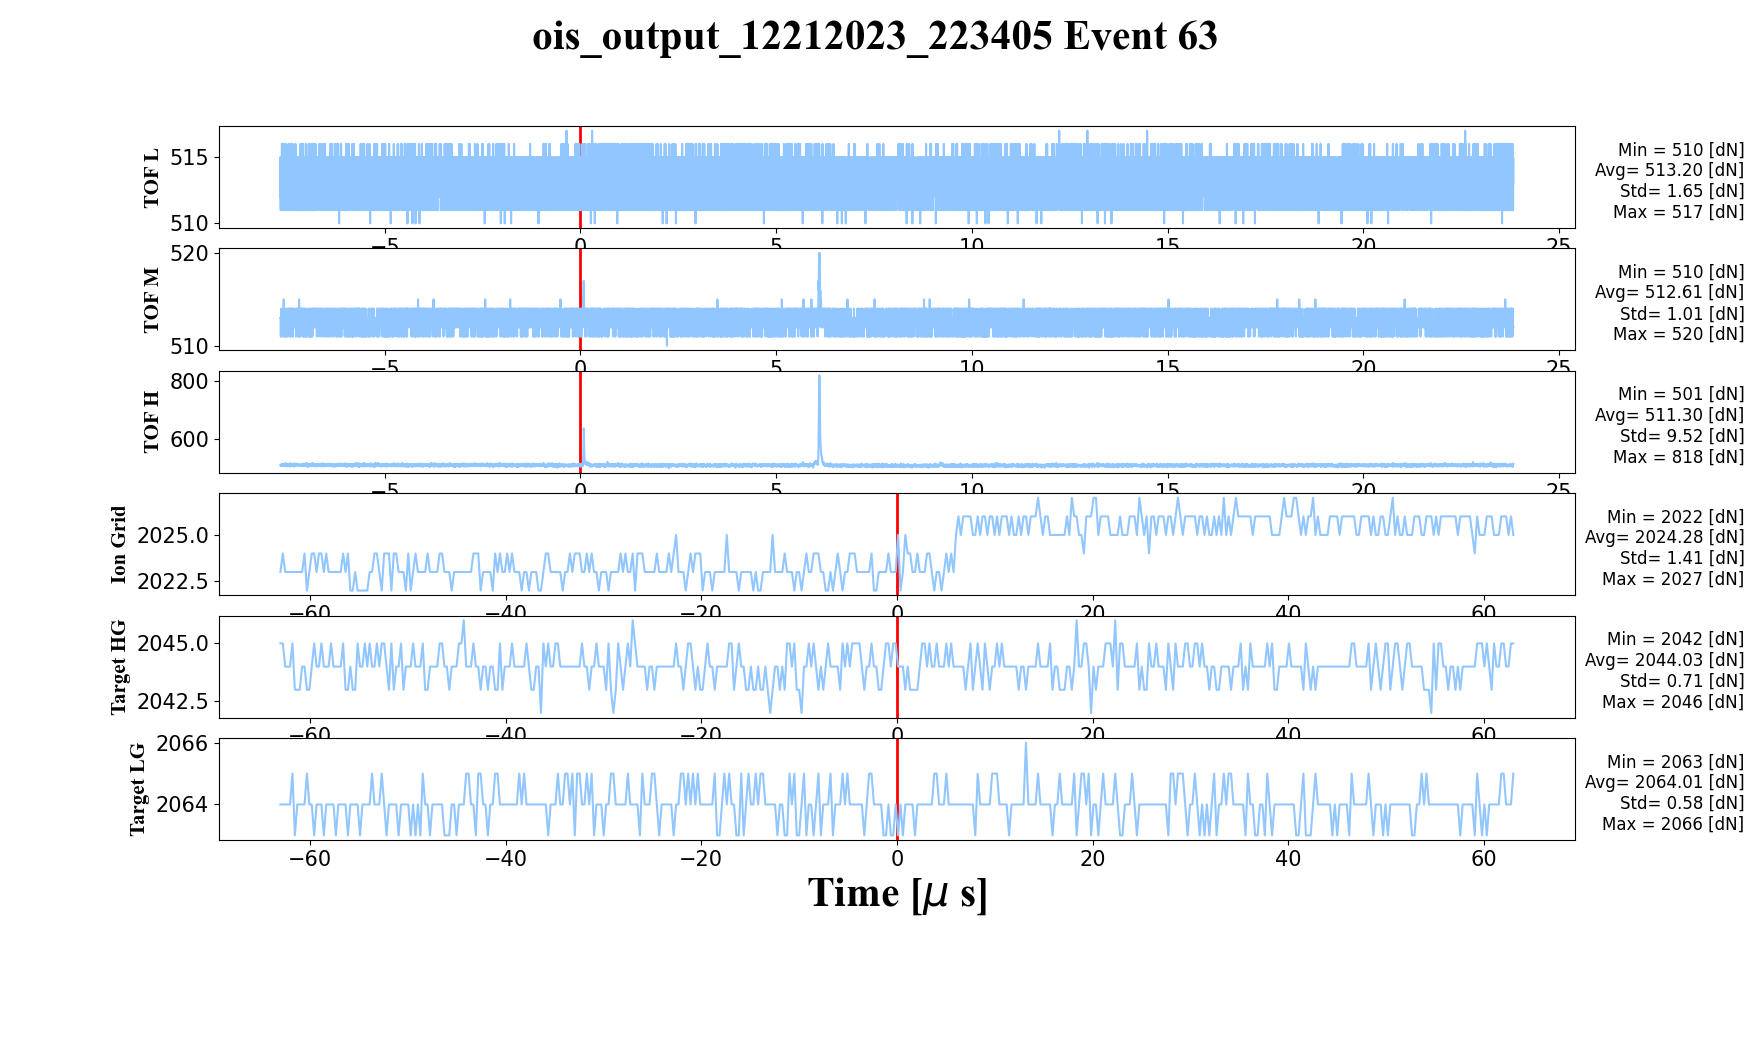 ois_output_12212023_223405 Event 63
TOF L
515
510
−5 0 5 10 15 20 25
Min = 510 [dN]
Avg= 513.20 [dN]
Std= 1.65 [dN]
Max = 517 [dN]
TOF M
520
510
−5 0 5 10 15 20 25
Min = 510 [dN]
Avg= 512.61 [dN]
Std= 1.01 [dN]
Max = 520 [dN]
TOF H
800
600
−5 0 5 10 15 20 25
Min = 501 [dN]
Avg= 511.30 [dN]
Std= 9.52 [dN]
Max = 818 [dN]
Ion Grid
2025.0
2022.5
−60 −40 −20 0 20 40 60
Min = 2022 [dN]
Avg= 2024.28 [dN]
Std= 1.41 [dN]
Max = 2027 [dN]
Target HG
2045.0
2042.5
−60 −40 −20 0 20 40 60
Min = 2042 [dN]
Avg= 2044.03 [dN]
Std= 0.71 [dN]
Max = 2046 [dN]
Target LG
2066
2064
−60 −40 −20 0 20 40 60
Min = 2063 [dN]
Avg= 2064.01 [dN]
Std= 0.58 [dN]
Max = 2066 [dN]
Time [μ s]